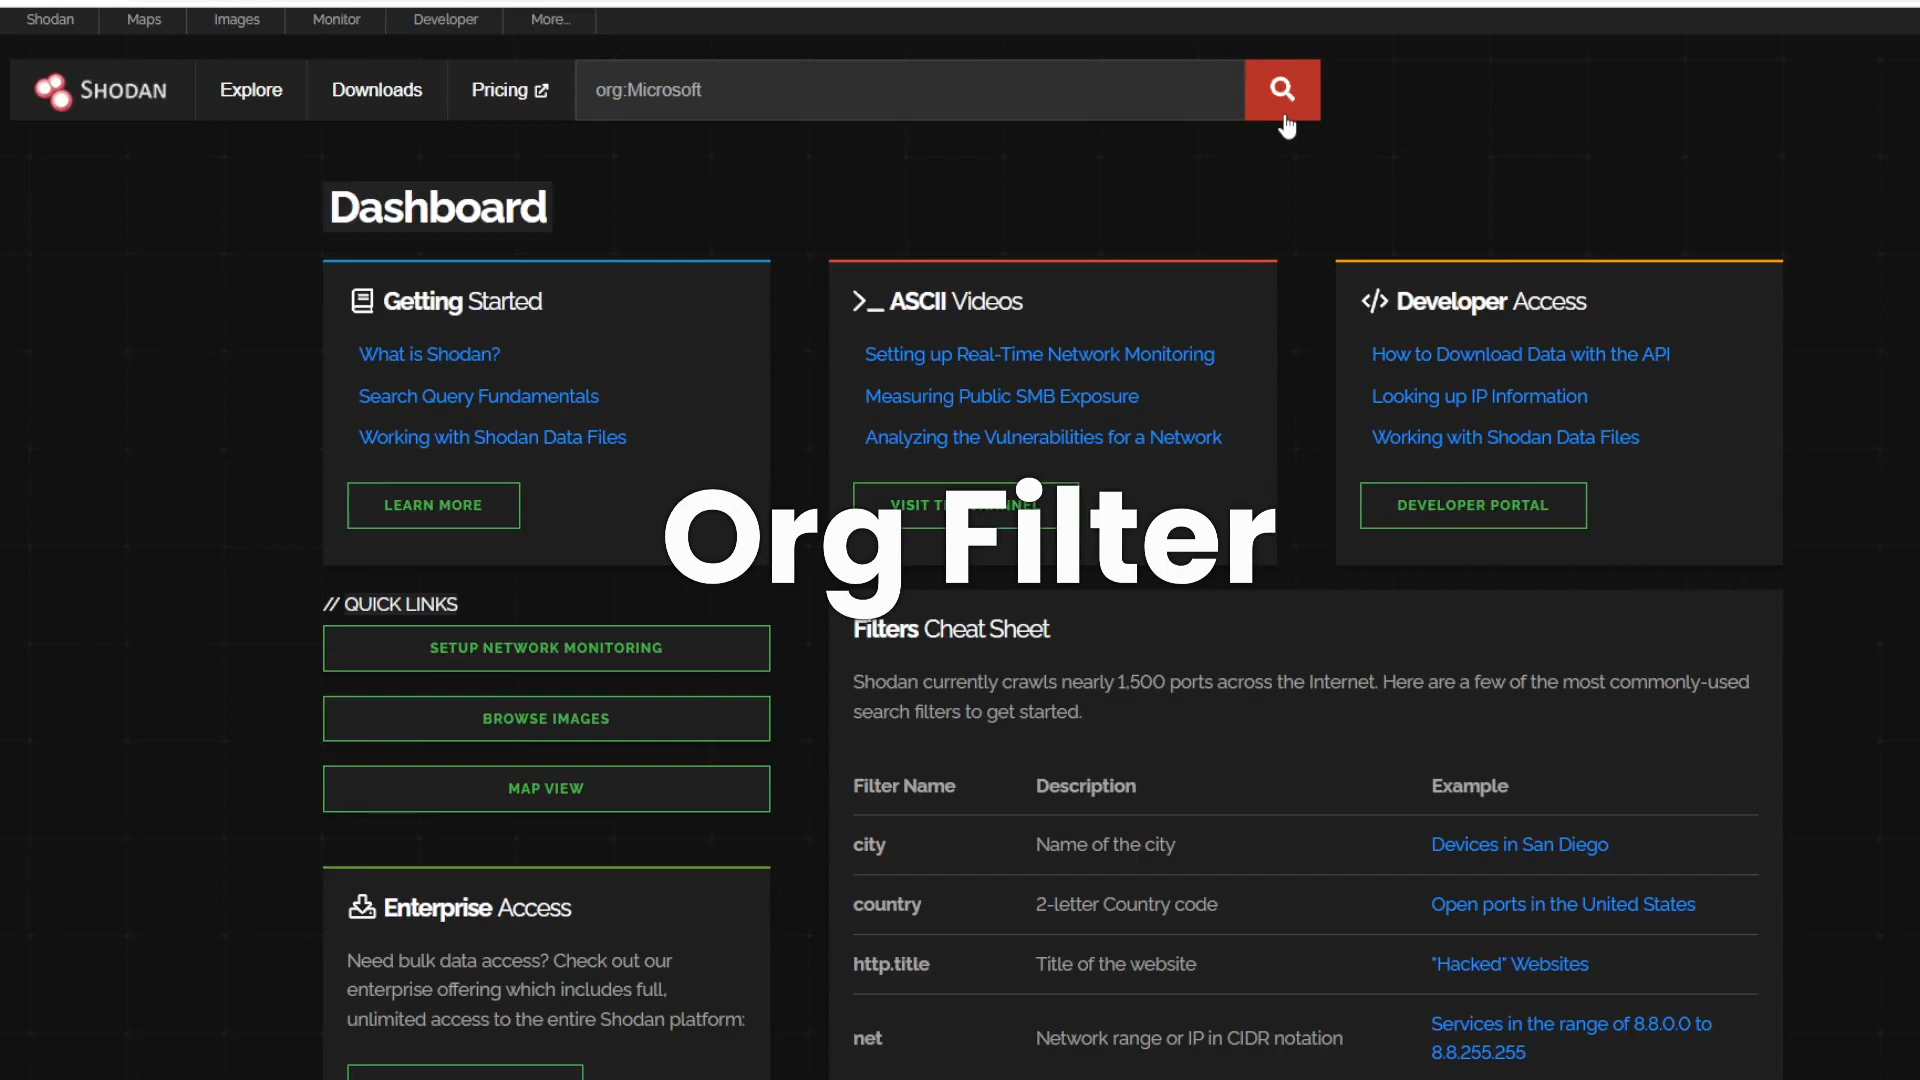 Shodan Maps Images Monitor Developer More...
SHODAN Explore Downloads Pricing org:Microsoft
Dashboard
Getting Started
What is Shodan?
Search Query Fundamentals
Working with Shodan Data Files
LEARN MORE
>_ ASCII Videos
Setting up Real-Time Network Monitoring
Measuring Public SMB Exposure
Analyzing the Vulnerabilities for a Network
VISIT THE CHANNEL
</> Developer Access
How to Download Data with the API
Looking up IP Information
Working with Shodan Data Files
DEVELOPER PORTAL
Org Filter
// QUICK LINKS
SETUP NETWORK MONITORING
BROWSE IMAGES
MAP VIEW
Enterprise Access
Need bulk data access? Check out our
enterprise offering which includes full,
unlimited access to the entire Shodan platform:
Filters Cheat Sheet
Shodan currently crawls nearly 1,500 ports across the Internet. Here are a few of the most commonly-used
search filters to get started.
Filter Name Description Example
city Name of the city Devices in San Diego
country 2-letter Country code Open ports in the United States
http.title Title of the website "Hacked" Websites
net Network range or IP in CIDR notation Services in the range of 8.8.0.0 to
8.8.255.255